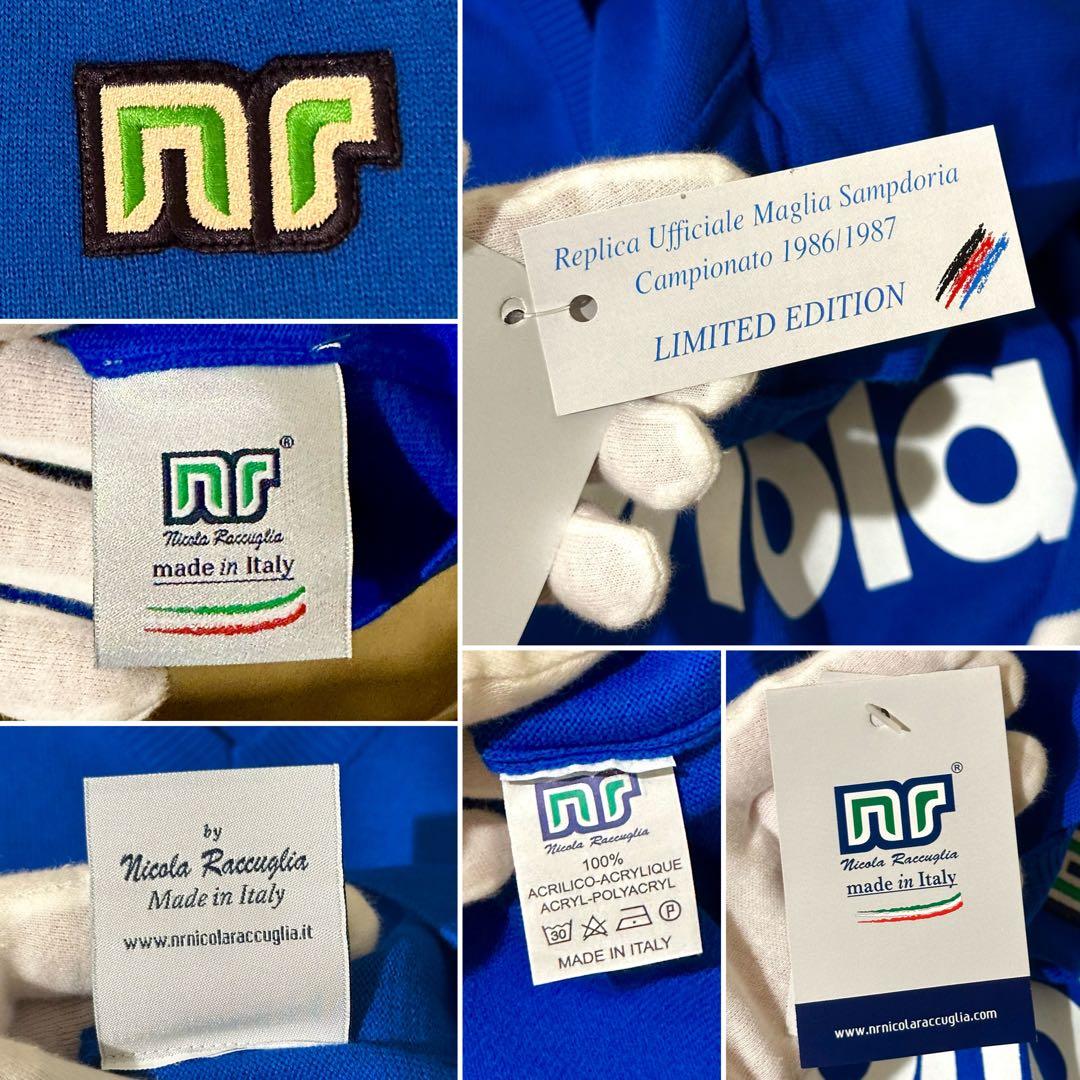 nr
Replica Ufficiale Maglia Sampdoria
Campionato 1986/1987
LIMITED EDITION
nr®
Nicola Raccuglia
made in Italy
by
Nicola Raccuglia
Made in Italy
www.nrnicolaraccuglia.it
nr
Nicola Raccuglia
100%
ACRILICO-ACRYLIQUE
ACRYL-POLYACRYL
30 P
MADE IN ITALY
nr®
Nicola Raccuglia
made in Italy
www.nrnicolaraccuglia.com